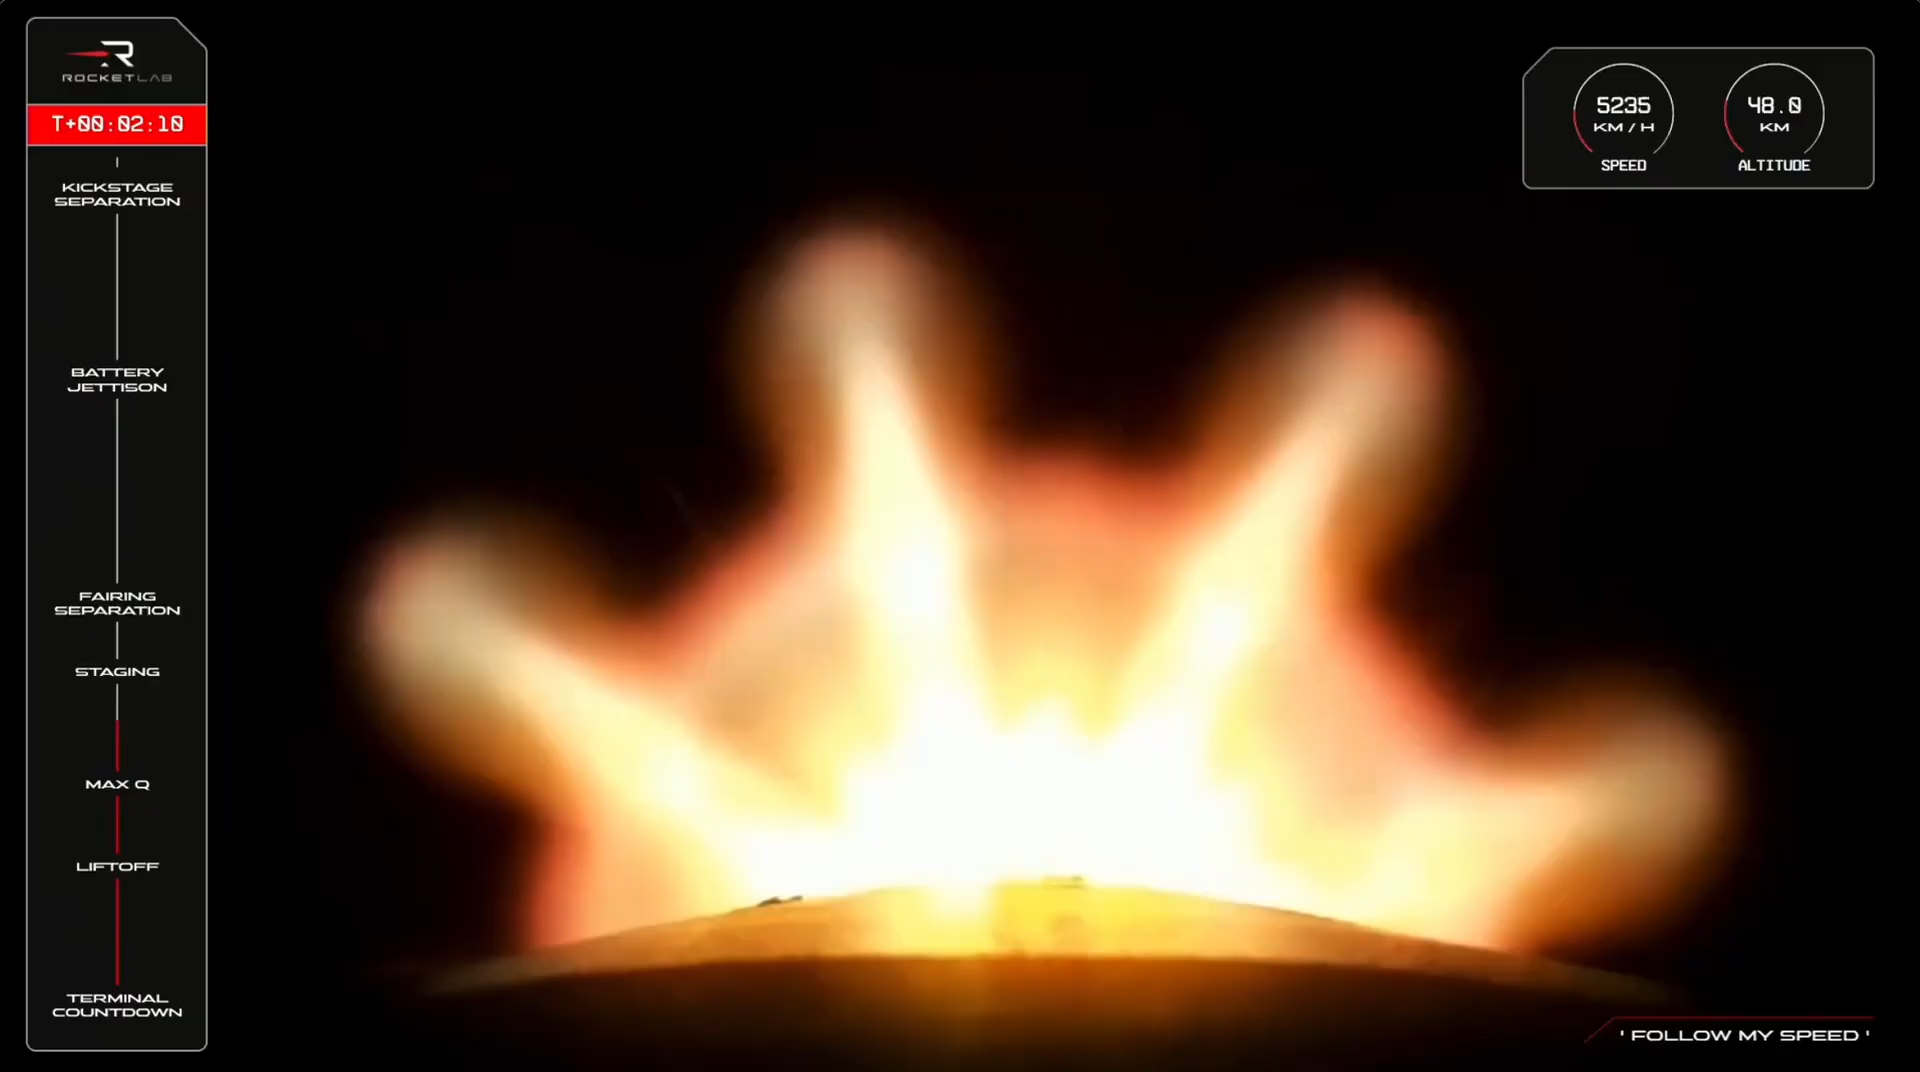 ROCKETLAB
T+00:02:10
KICKSTAGE
SEPARATION
BATTERY
JETTISON
FAIRING
SEPARATION
STAGING
MAX Q
LIFTOFF
TERMINAL
COUNTDOWN
5235
KM/H
SPEED
48.0
KM
ALTITUDE
' FOLLOW MY SPEED '